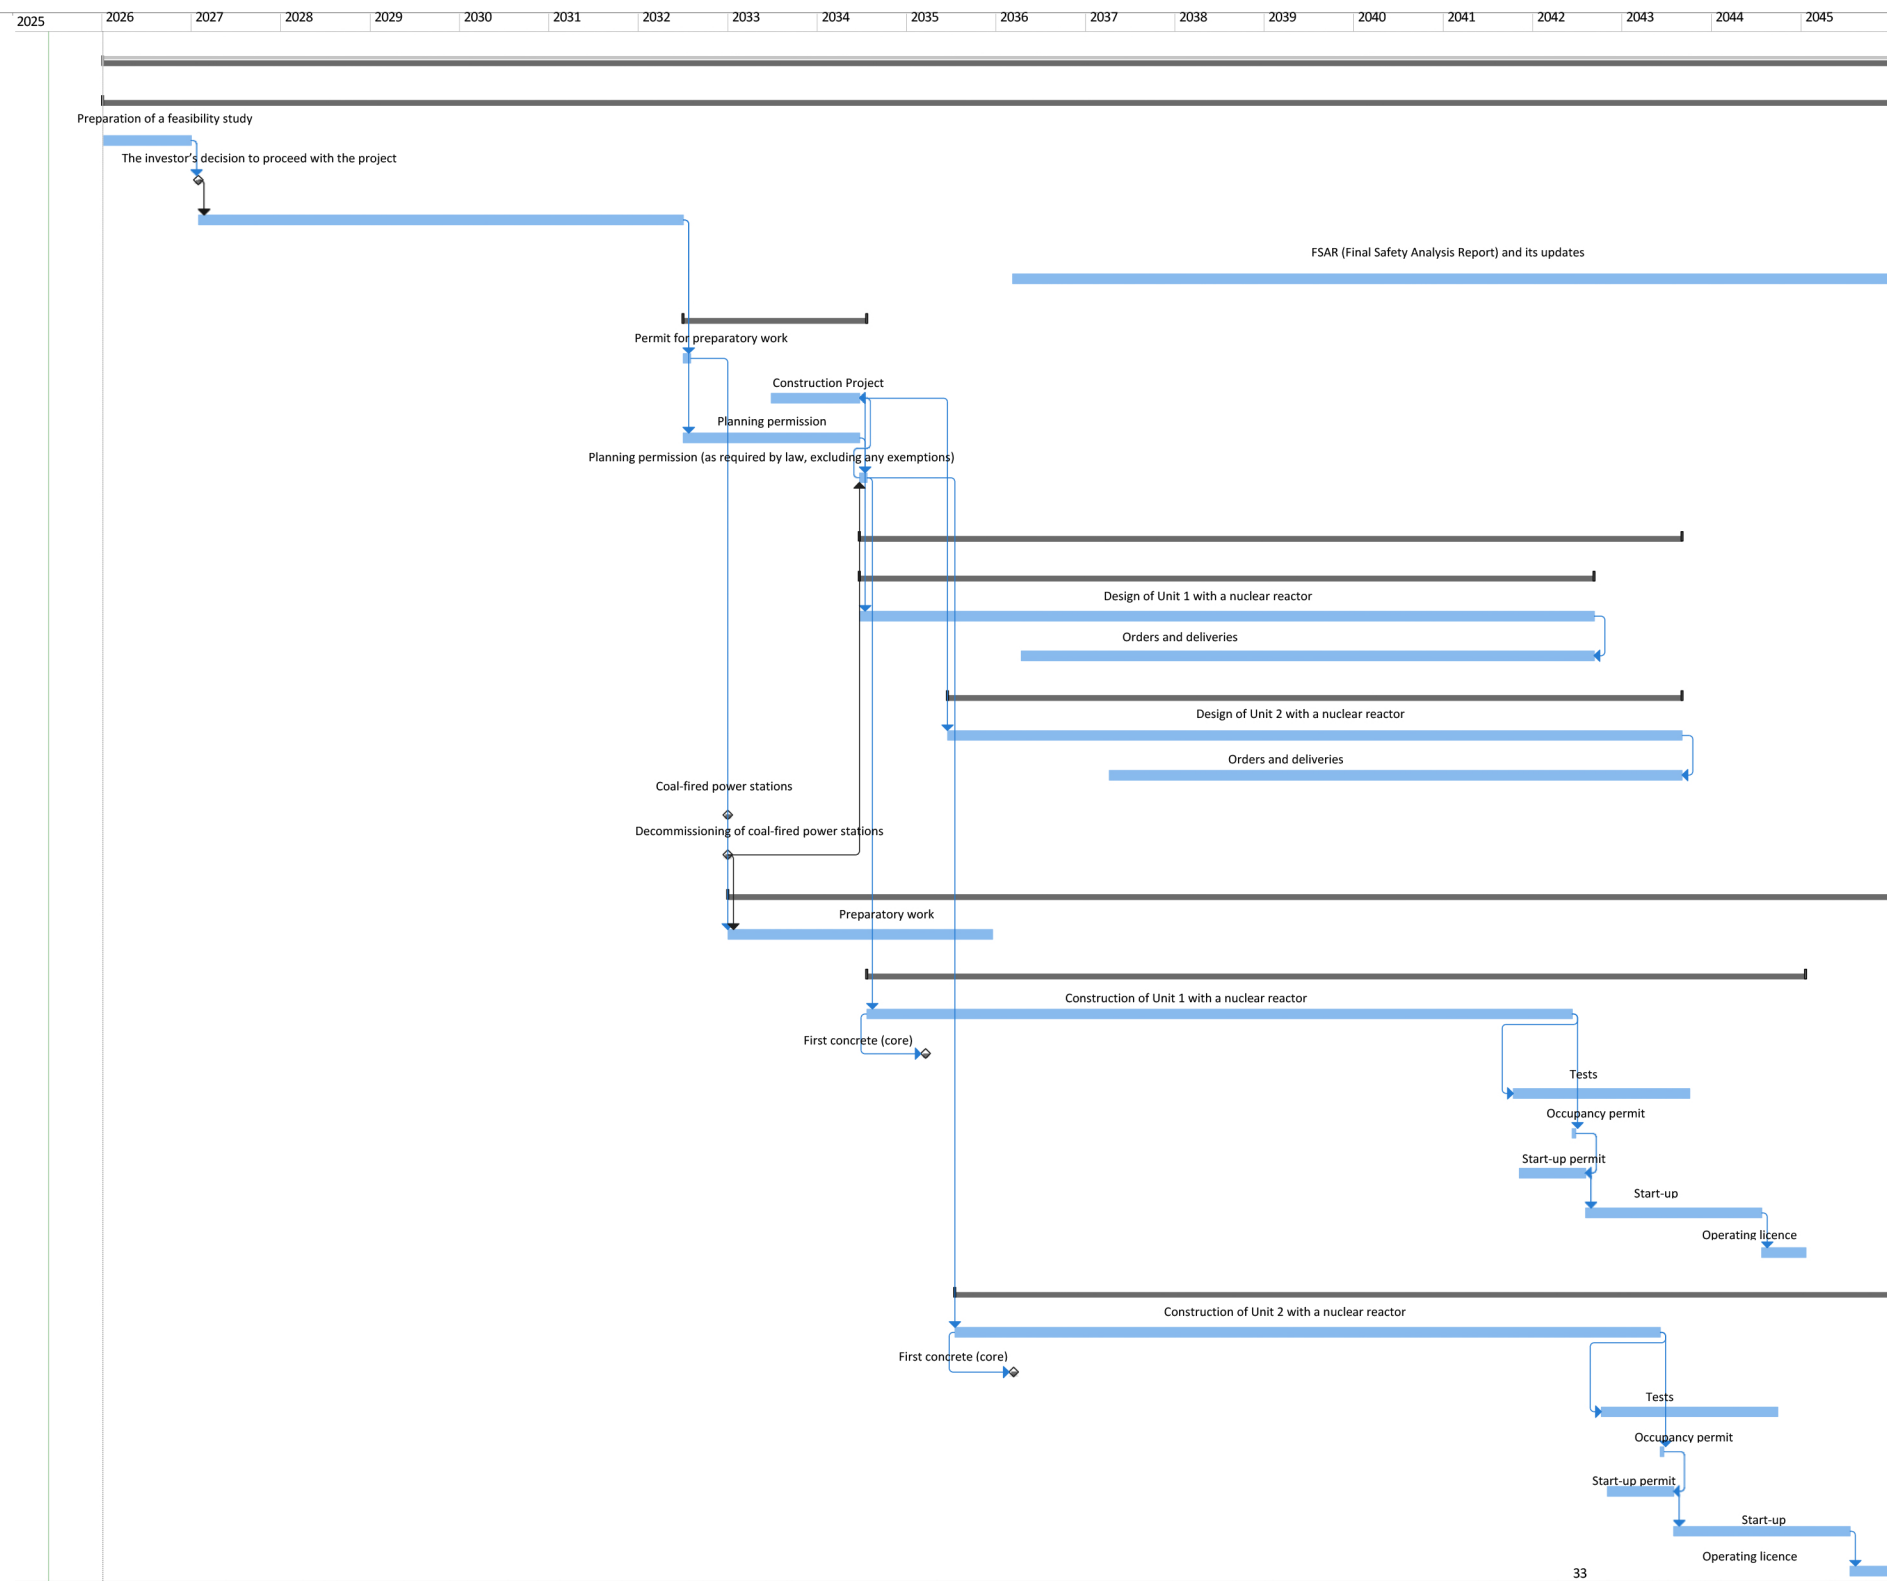 2025 2026 2027 2028 2029 2030 2031 2032 2033 2034 2035 2036 2037 2038 2039 2040 2041 2042 2043 2044 2045
Preparation of a feasibility study
The investor's decision to proceed with the project
FSAR (Final Safety Analysis Report) and its updates
Permit for preparatory work
Construction Project
Planning permission
Planning permission (as required by law, excluding any exemptions)
Design of Unit 1 with a nuclear reactor
Orders and deliveries
Design of Unit 2 with a nuclear reactor
Orders and deliveries
Coal-fired power stations
Decommissioning of coal-fired power stations
Preparatory work
Construction of Unit 1 with a nuclear reactor
First concrete (core)
Tests
Occupancy permit
Start-up permit
Start-up
Operating licence
Construction of Unit 2 with a nuclear reactor
First concrete (core)
Tests
Occupancy permit
Start-up permit
Start-up
Operating licence
33